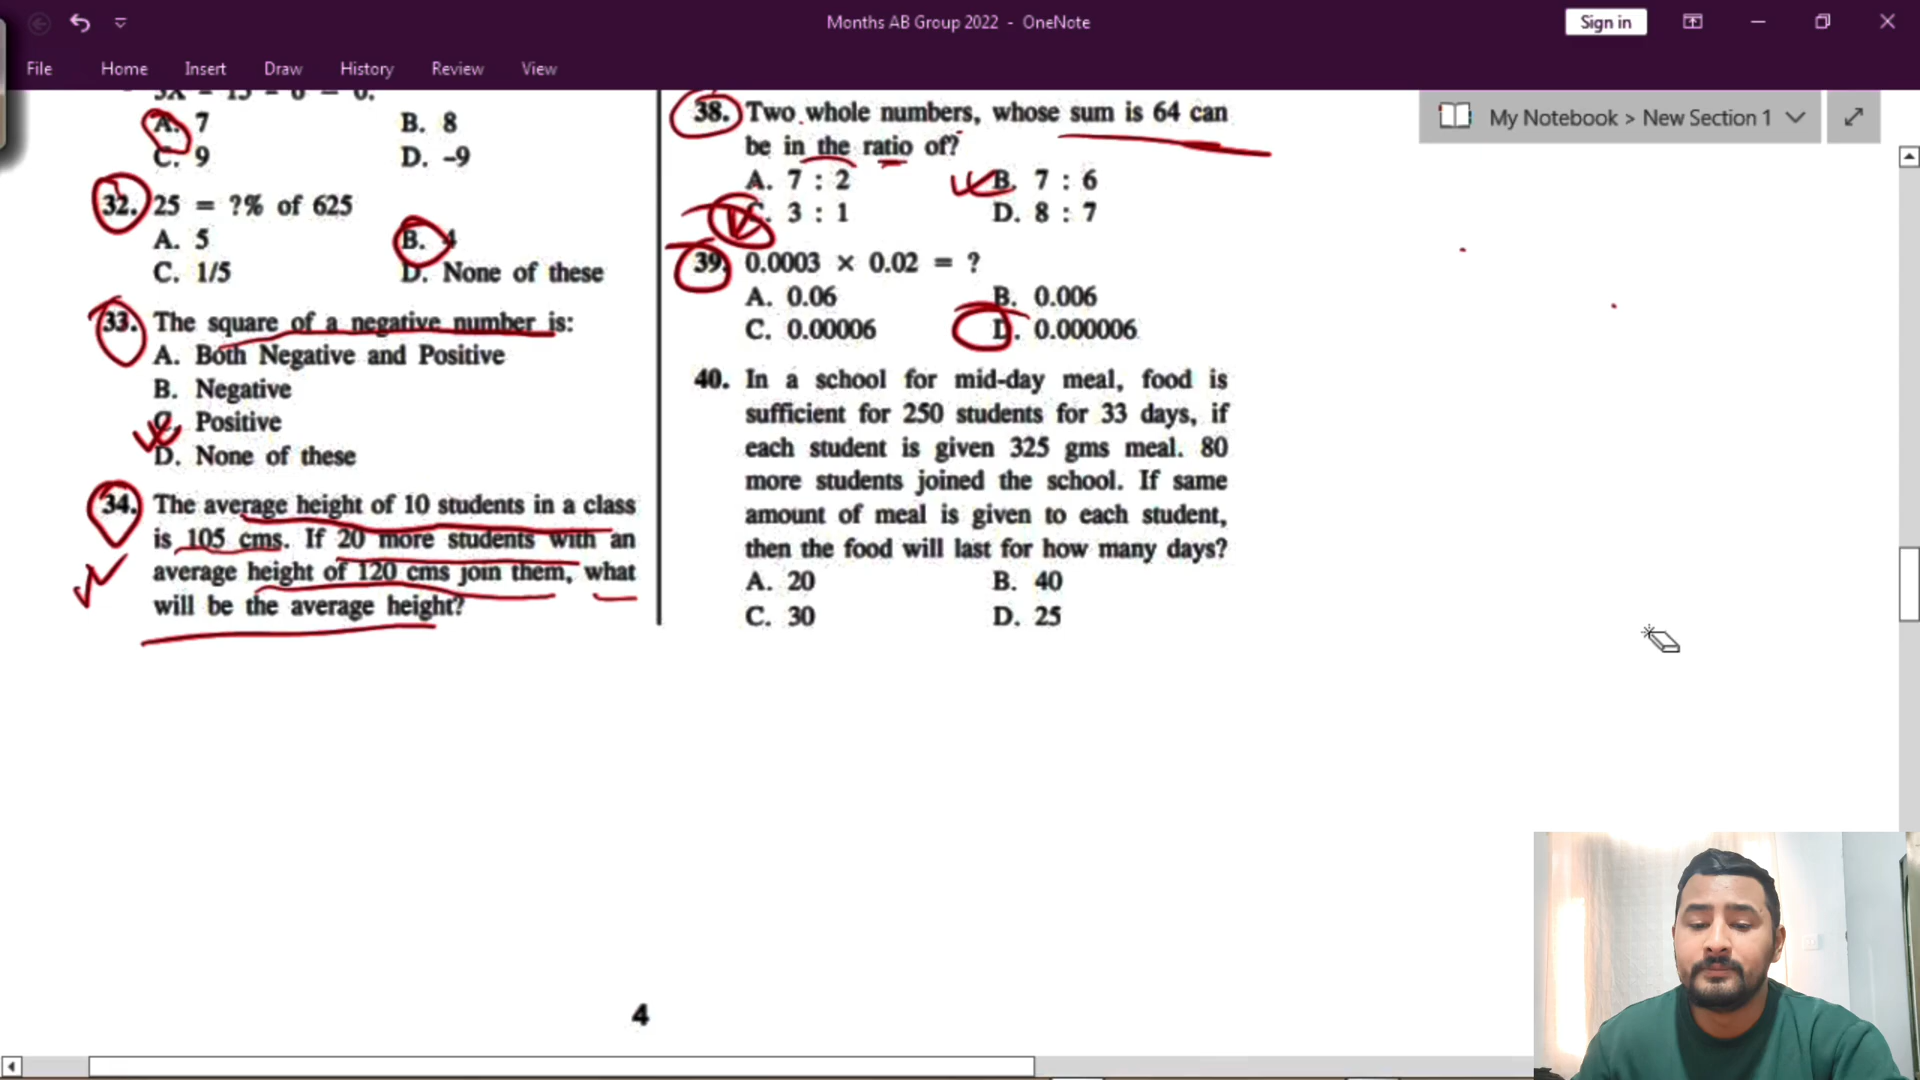 Months AB Group 2022 - OneNote
Sign in
File Home Insert Draw History Review View
My Notebook > New Section 1
A. 7 B. 8
C. 9 D. -9
32. 25 = ?% of 625
A. 5 B. 4
C. 1/5 D. None of these
33. The square of a negative number is:
A. Both Negative and Positive
B. Negative
C. Positive
D. None of these
34. The average height of 10 students in a class
is 105 cms. If 20 more students with an
average height of 120 cms join them, what
will be the average height?
38. Two whole numbers, whose sum is 64 can
be in the ratio of?
A. 7 : 2 B. 7 : 6
C. 3 : 1 D. 8 : 7
39. 0.0003 × 0.02 = ?
A. 0.06 B. 0.006
C. 0.00006 D. 0.000006
40. In a school for mid-day meal, food is
sufficient for 250 students for 33 days, if
each student is given 325 gms meal. 80
more students joined the school. If same
amount of meal is given to each student,
then the food will last for how many days?
A. 20 B. 40
C. 30 D. 25
4